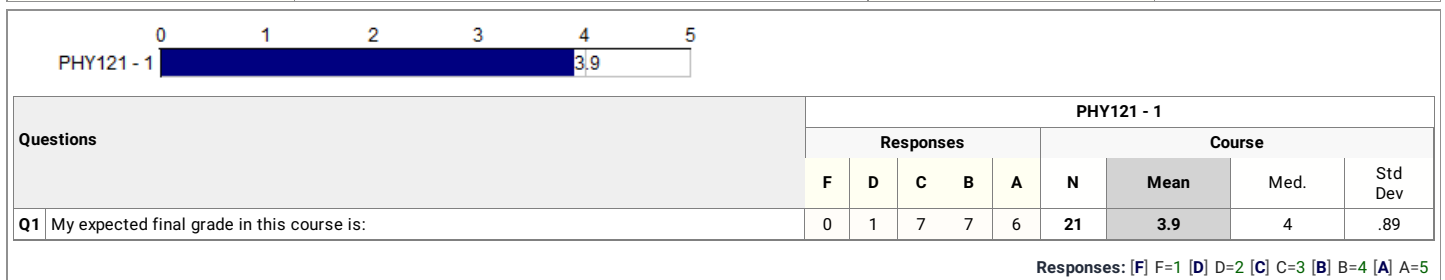 0 1 2 3 4 5
PHY121 - 1 3.9
Questions PHY121 - 1
Responses Course
F D C B A N Mean Med. Std Dev
Q1 My expected final grade in this course is: 0 1 7 7 6 21 3.9 4 .89
Responses: [F] F=1 [D] D=2 [C] C=3 [B] B=4 [A] A=5